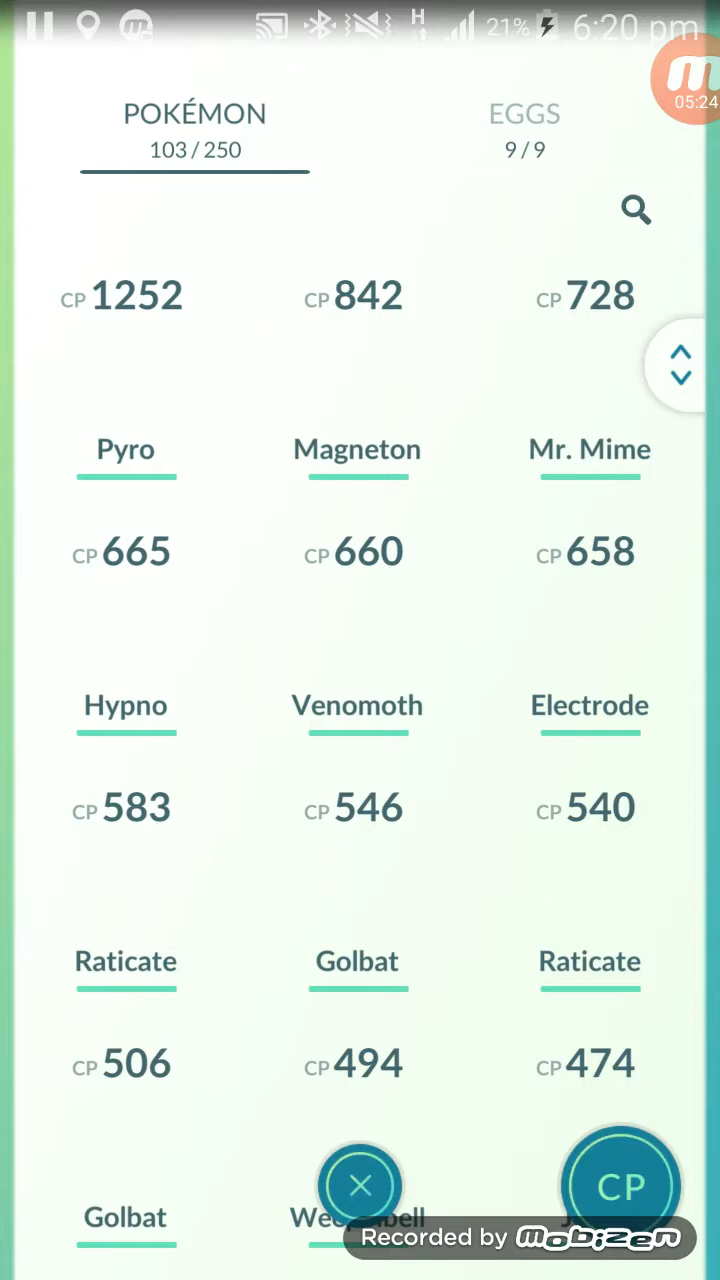 H 21% 6:20 pm
m
05:24
POKÉMON EGGS
103/250 9/9
CP 1252 CP 842 CP 728
Pyro Magneton Mr. Mime
CP 665 CP 660 CP 658
Hypno Venomoth Electrode
CP 583 CP 546 CP 540
Raticate Golbat Raticate
CP 506 CP 494 CP 474
CP
Golbat
Recorded by mobizen